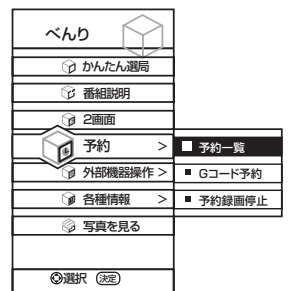 べんり
かんたん選局
番組説明
2画面
予約 >
予約一覧
外部機器操作 >
Gコード予約
各種情報 >
予約録画停止
写真を見る
選択 決定